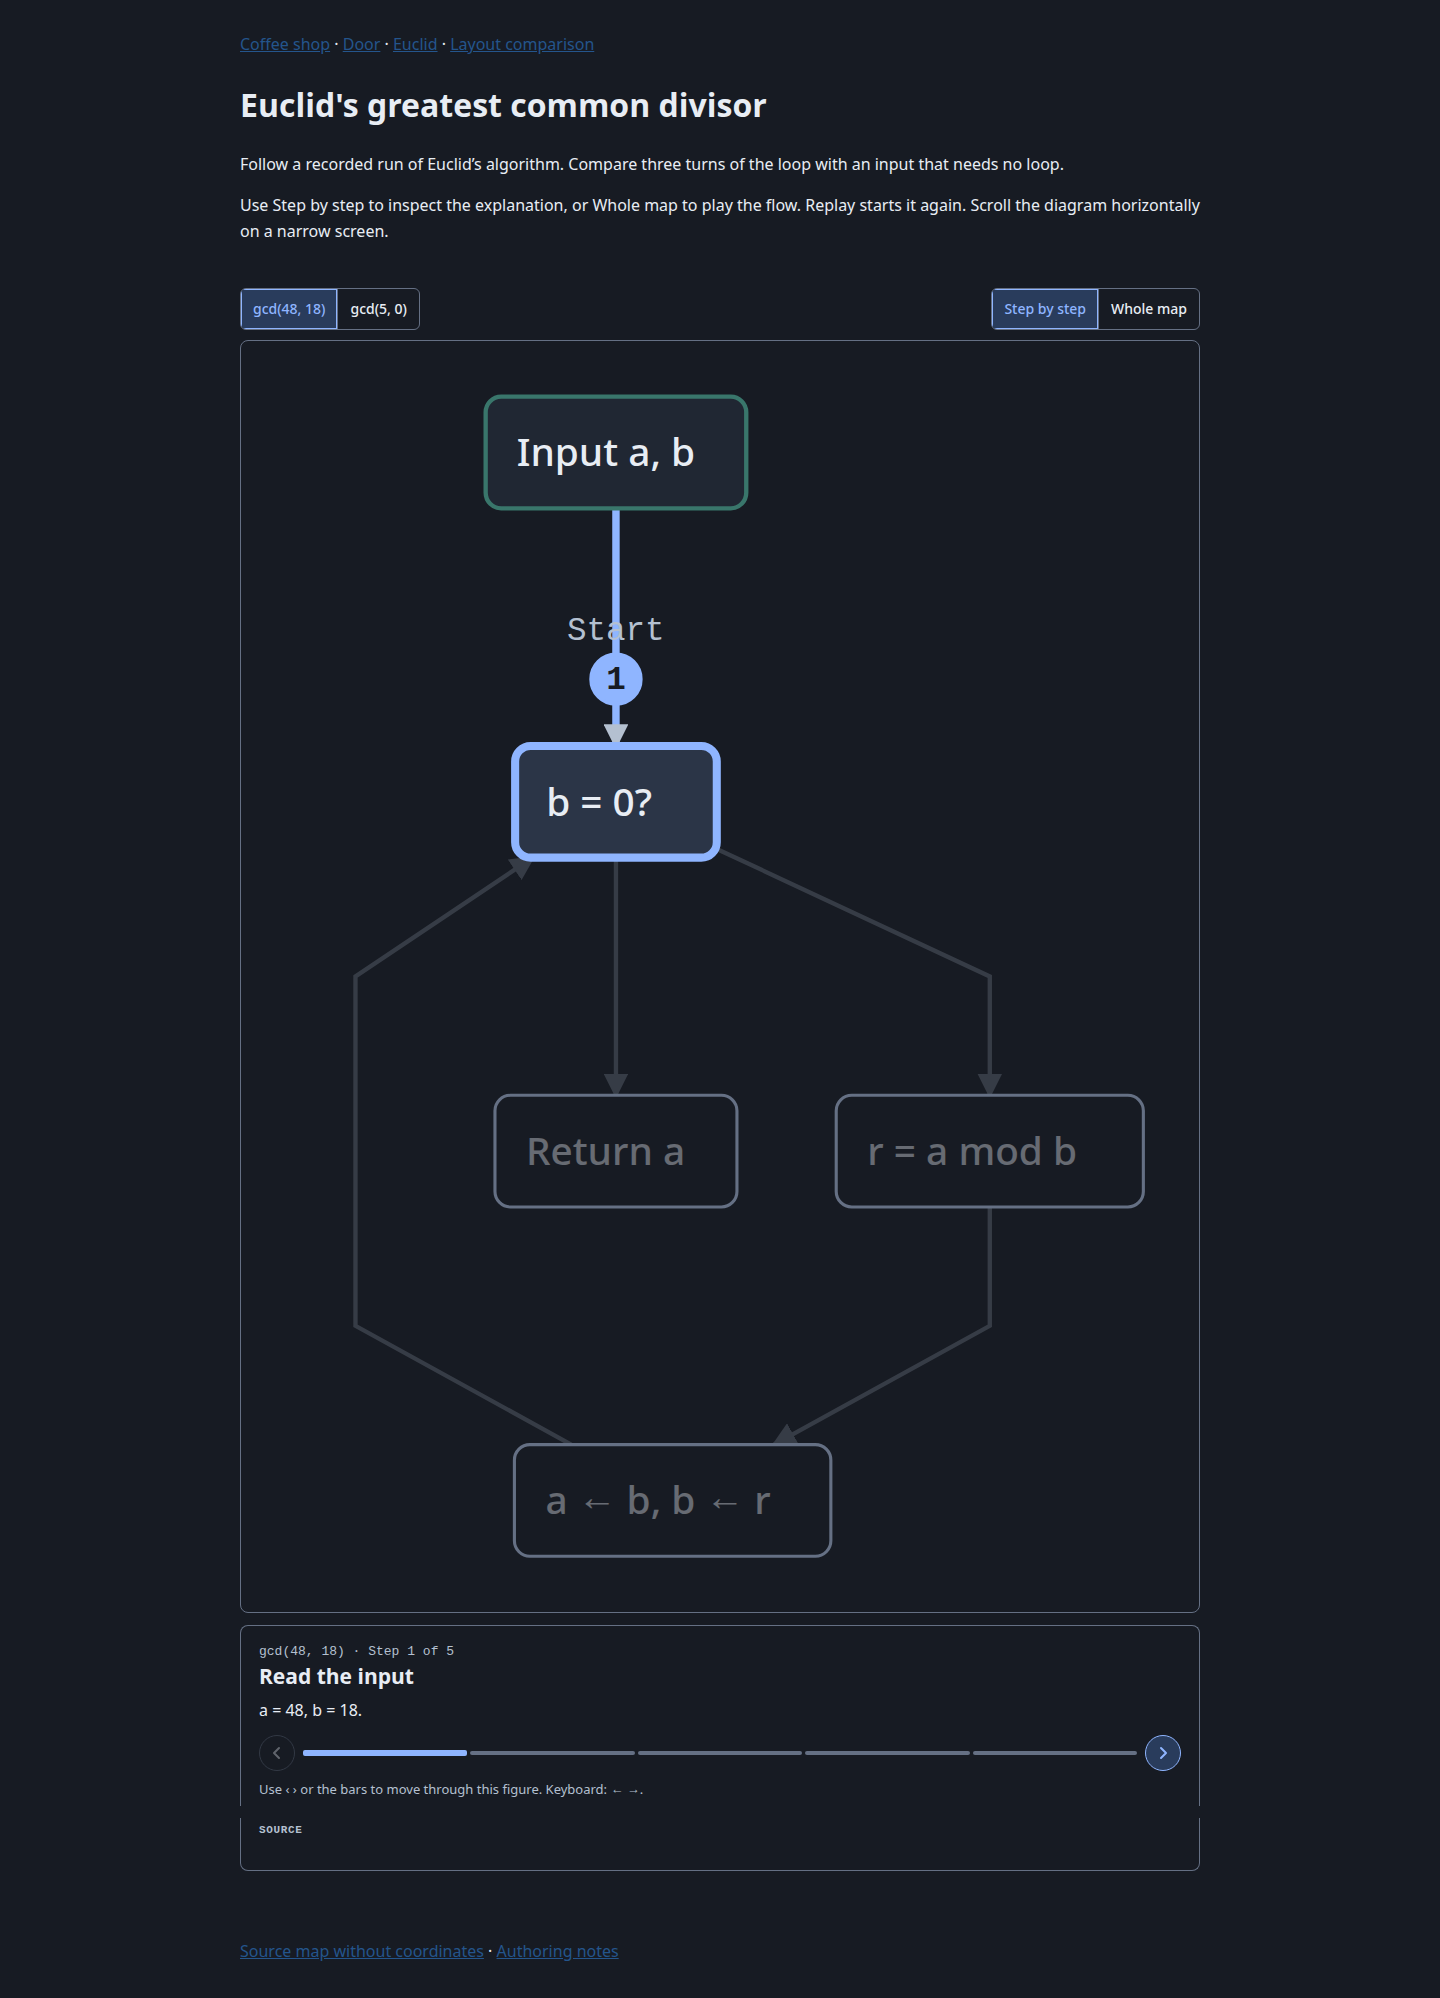 Coffee shop · Door · Euclid · Layout comparison
Euclid's greatest common divisor
Follow a recorded run of Euclid’s algorithm. Compare three turns of the loop with an input that needs no loop.
Use Step by step to inspect the explanation, or Whole map to play the flow. Replay starts it again. Scroll the diagram horizontally
on a narrow screen.
gcd(48, 18) gcd(5, 0) Step by step Whole map
Input a, b
Start
1
b = 0?
Return a r = a mod b
a ← b, b ← r
gcd(48, 18) · Step 1 of 5
Read the input
a = 48, b = 18.
Use ‹ › or the bars to move through this figure. Keyboard: ← →.
SOURCE
Source map without coordinates · Authoring notes